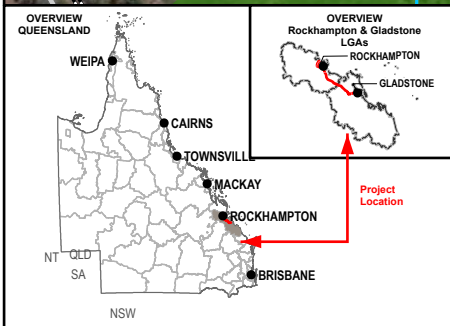 OVERVIEW
QUEENSLAND
WEIPA
CAIRNS
TOWNSVILLE
MACKAY
ROCKHAMPTON
BRISBANE
NT QLD
SA
NSW
OVERVIEW
Rockhampton & Gladstone
LGAs
ROCKHAMPTON
GLADSTONE
Project
Location